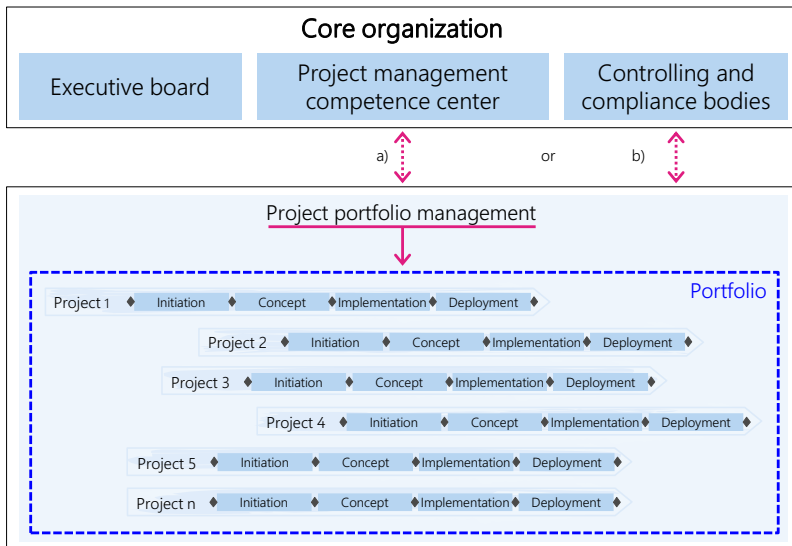 Core organization
Executive board
Project management
competence center
Controlling and
compliance bodies
a)
or
b)
Project portfolio management
Portfolio
Project 1 Initiation Concept Implementation Deployment
Project 2 Initiation Concept Implementation Deployment
Project 3 Initiation Concept Implementation Deployment
Project 4 Initiation Concept Implementation Deployment
Project 5 Initiation Concept Implementation Deployment
Project n Initiation Concept Implementation Deployment